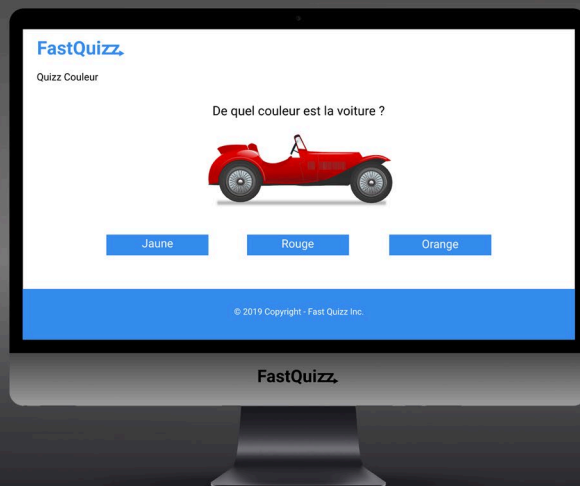 FastQuizz
Quizz Couleur
De quel couleur est la voiture ?
Jaune
Rouge
Orange
© 2019 Copyright - Fast Quizz Inc.
FastQuizz